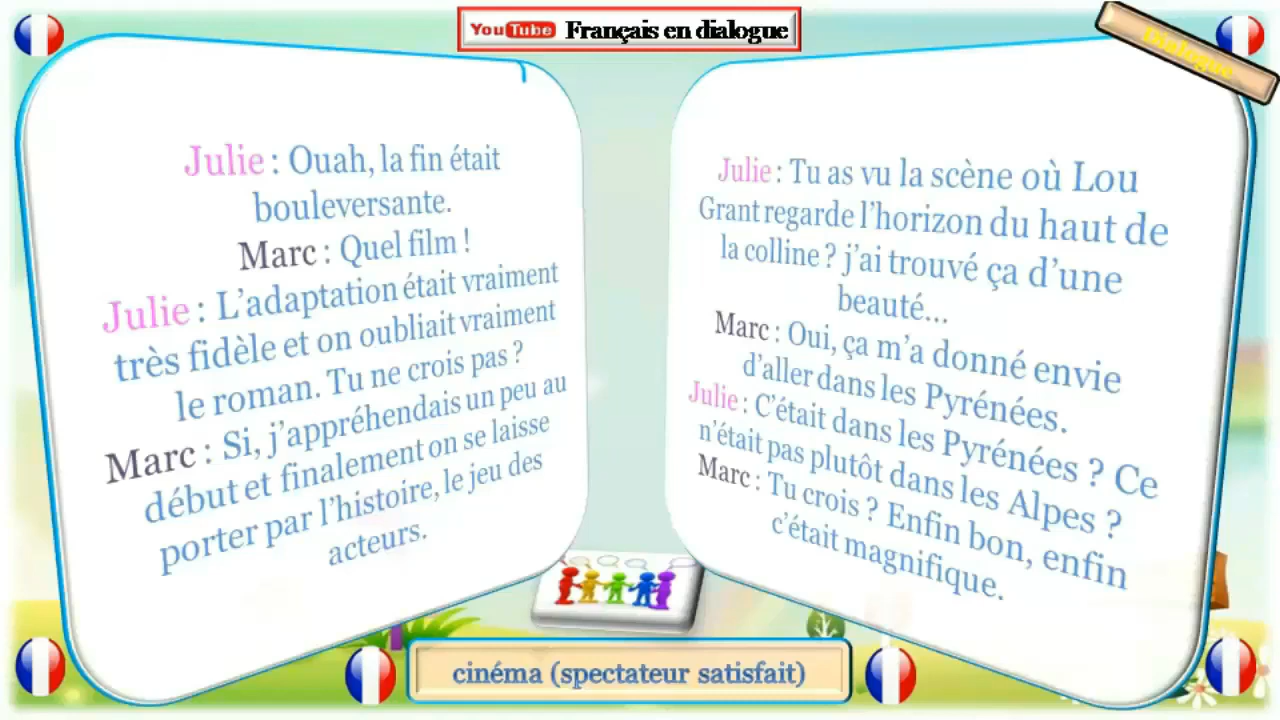 YouTube Français en dialogue
Dialogue
Julie : Ouah, la fin était
bouleversante.
Marc : Quel film !
Julie : L’adaptation était vraiment
très fidèle et on oubliait vraiment
le roman. Tu ne crois pas ?
Marc : Si, j’appréhendais un peu au
début et finalement on se laisse
porter par l’histoire, le jeu des
acteurs.
Julie : Tu as vu la scène où Lou
Grant regarde l’horizon du haut de
la colline ? j’ai trouvé ça d’une
beauté...
Marc : Oui, ça m’a donné envie
d’aller dans les Pyrénées.
Julie : C’était dans les Pyrénées ? Ce
n’était pas plutôt dans les Alpes ?
Marc : Tu crois ? Enfin bon, enfin
c’était magnifique.
cinéma (spectateur satisfait)